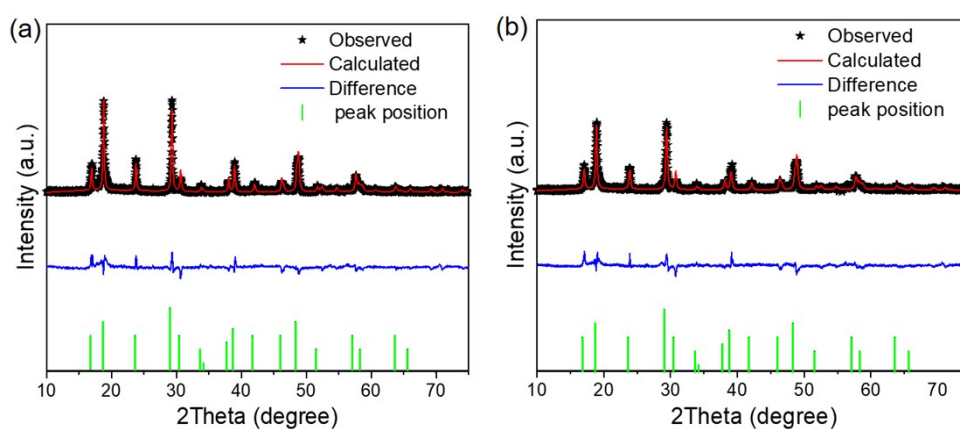 (a)
Observed
Calculated
Difference
peak position
Intensity (a.u.)
10 20 30 40 50 60 70
2Theta (degree)
(b)
Observed
Calculated
Difference
peak position
Intensity (a.u.)
10 20 30 40 50 60 70
2Theta (degree)